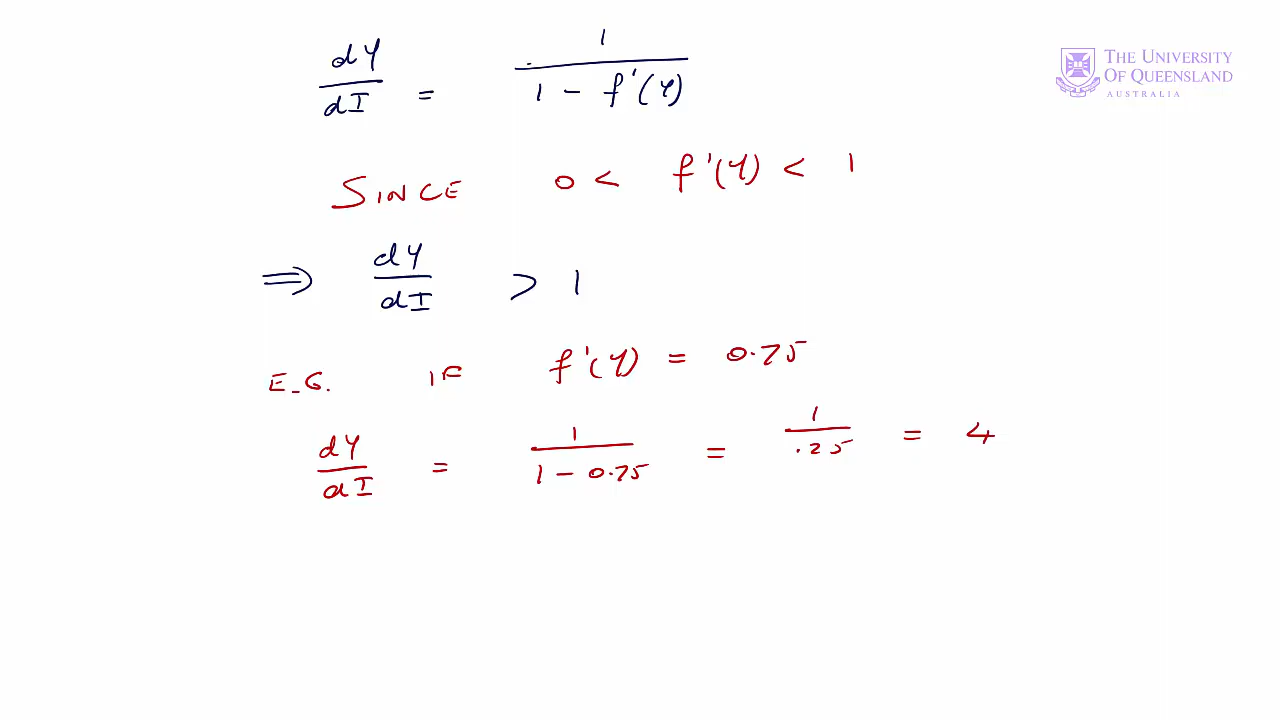 dY/dI = 1/(1 - f'(Y))
THE UNIVERSITY
OF QUEENSLAND
AUSTRALIA
SINCE 0 < f'(Y) < 1
⟹ dY/dI > 1
E.G. IF f'(Y) = 0.75
dY/dI = 1/(1 - 0.75) = 1/.25 = 4